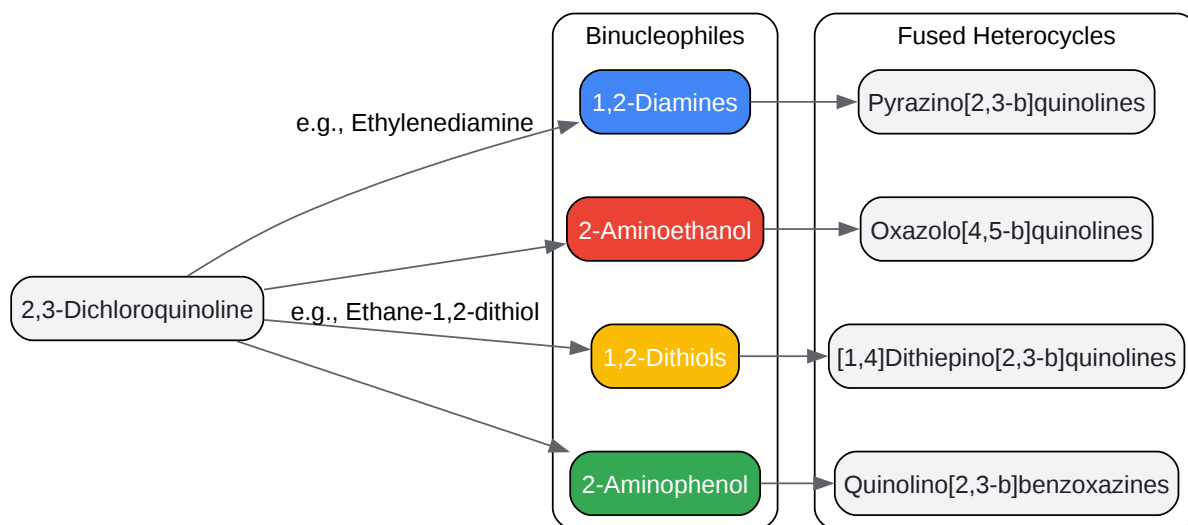 Binucleophiles
Fused Heterocycles
1,2-Diamines
Pyrazino[2,3-b]quinolines
e.g., Ethylenediamine
2-Aminoethanol
Oxazolo[4,5-b]quinolines
2,3-Dichloroquinoline
e.g., Ethane-1,2-dithiol
1,2-Dithiols
[1,4]Dithiepino[2,3-b]quinolines
2-Aminophenol
Quinolino[2,3-b]benzoxazines